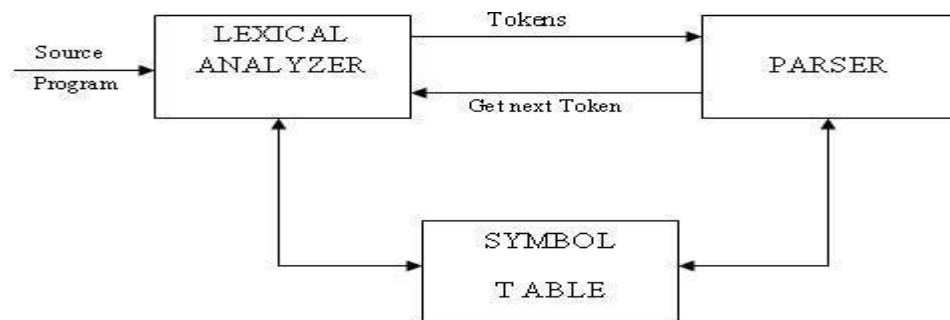 Source
Program
LEXICAL
ANALYZER
Tokens
Get next Token
PARSER
SYMBOL
TABLE